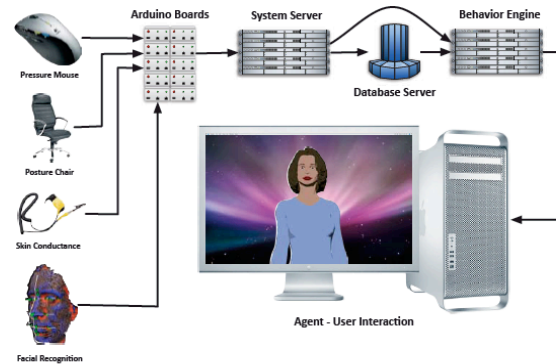 Arduino Boards
System Server
Behavior Engine
Pressure Mouse
Database Server
Posture Chair
Skin Conductance
Agent - User Interaction
Facial Recognition